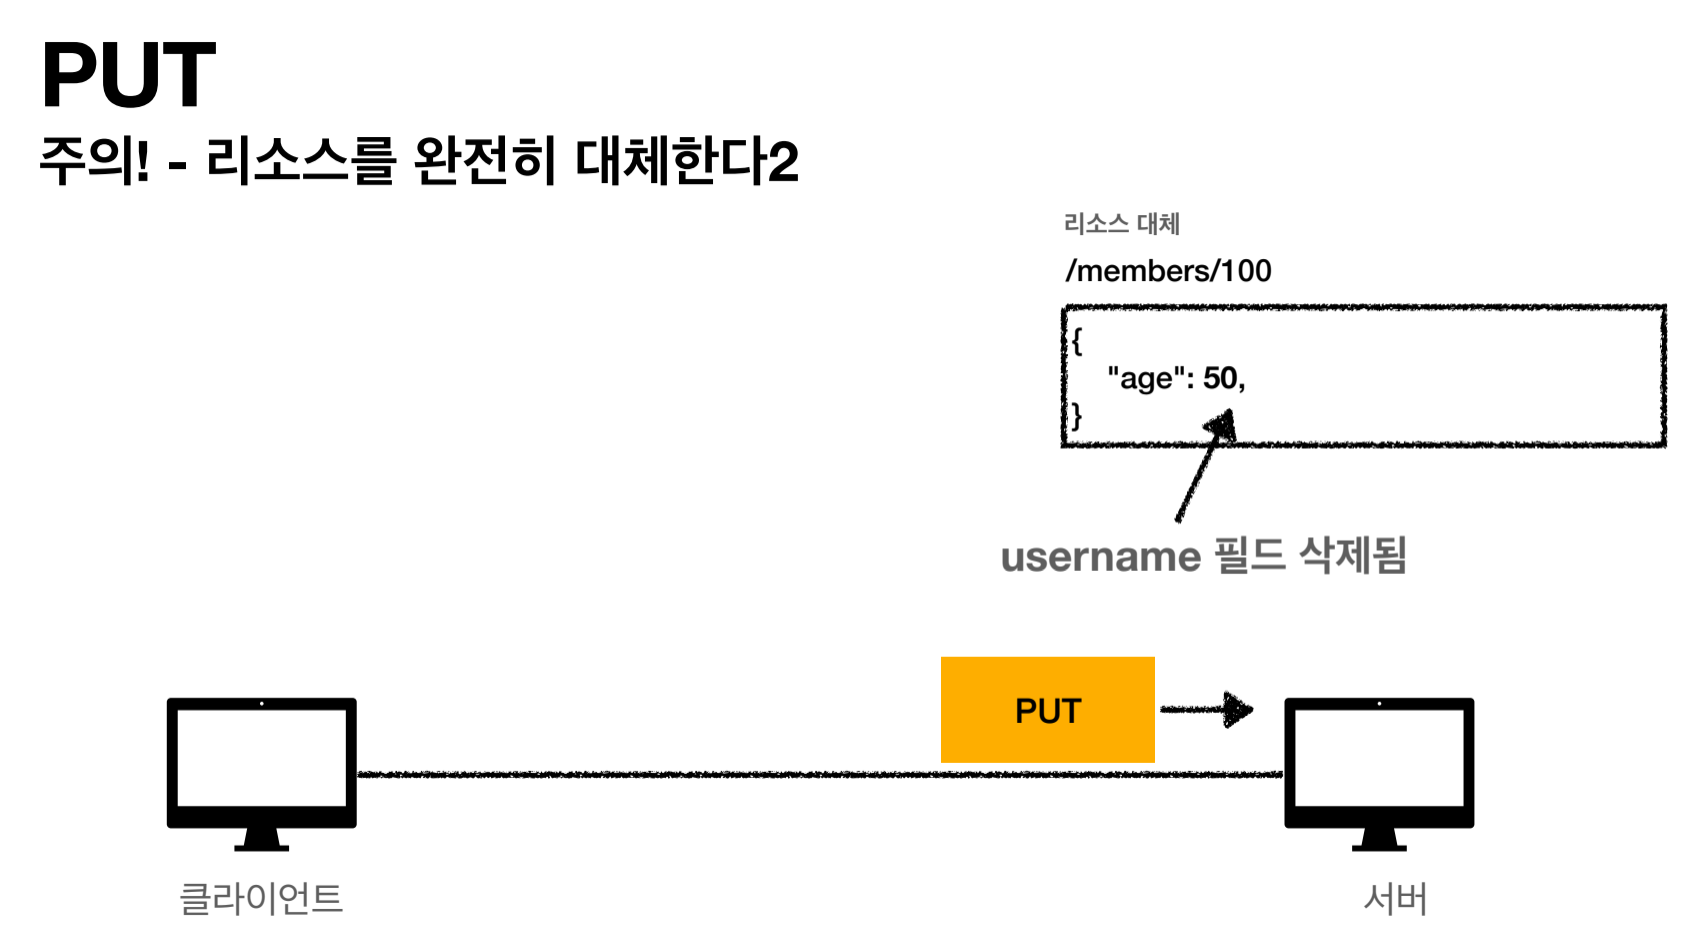 PUT
주의! - 리소스를 완전히 대체한다2
리소스 대체
/members/100
{
"age": 50,
}
username 필드 삭제됨
PUT
클라이언트
서버